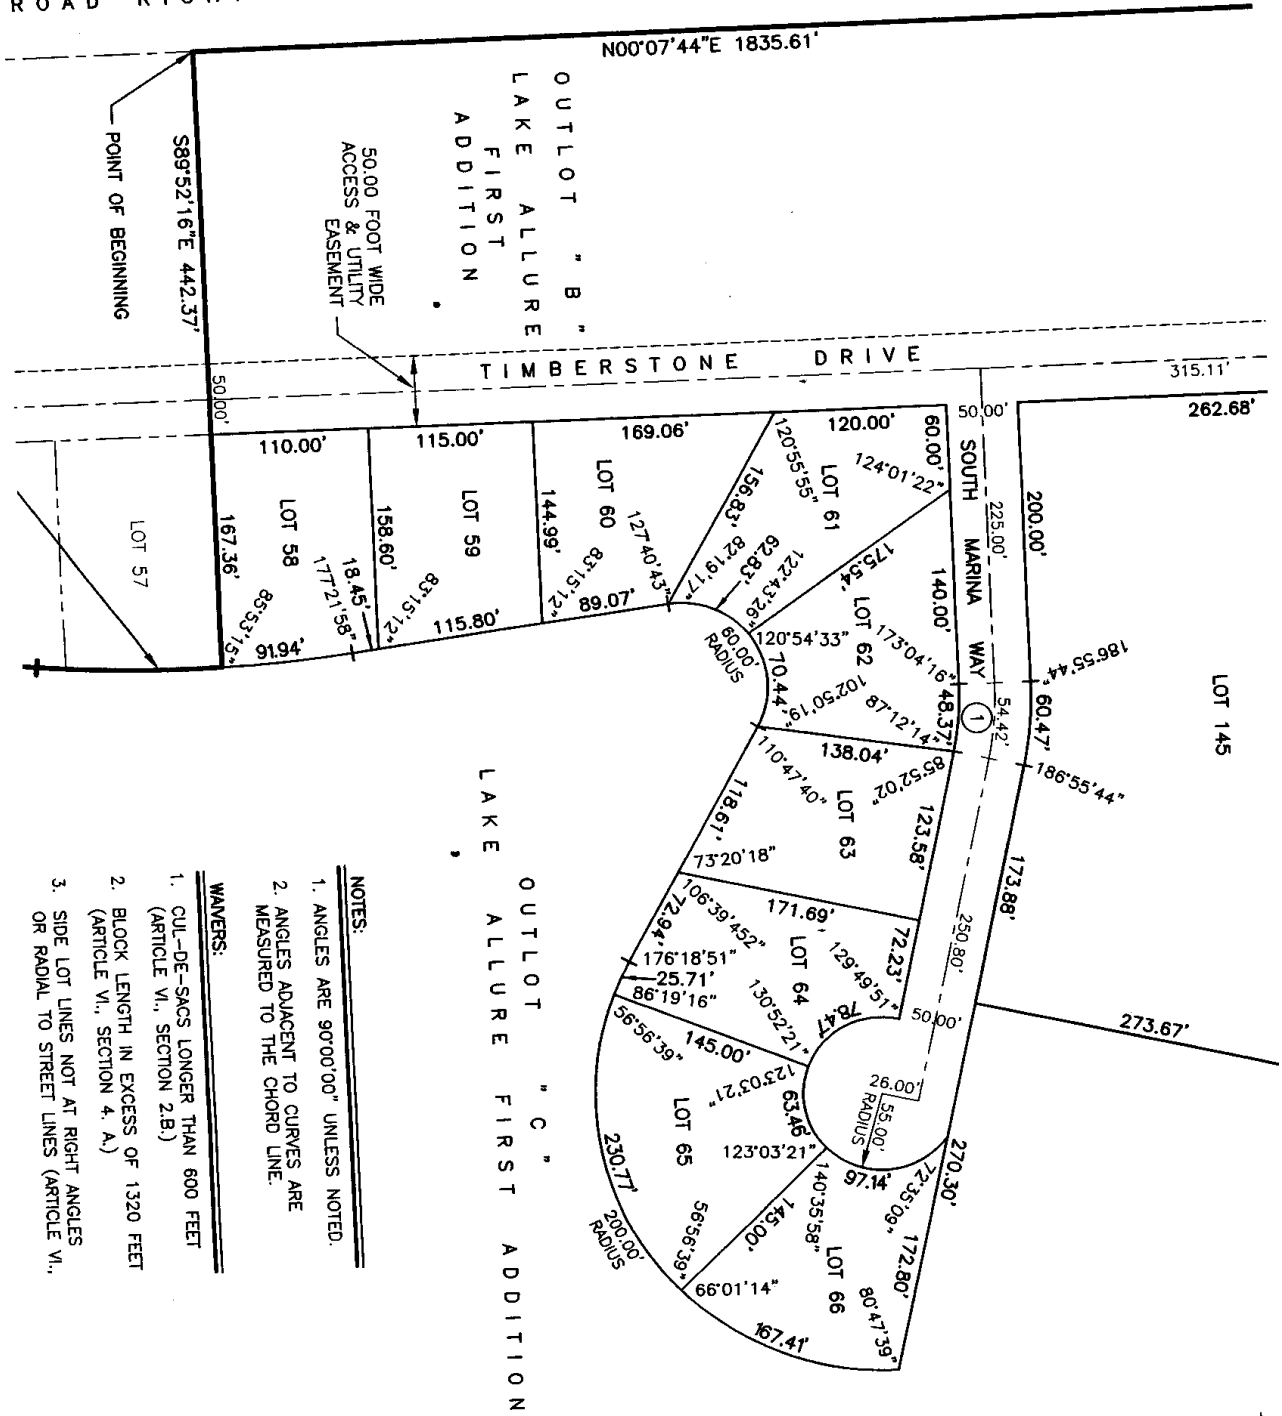 ROAD
N00°07'44"E 1835.61'
S89°52'16"E 442.37'
POINT OF BEGINNING
OUTLOT "B"
LAKE ALLURE
FIRST
ADDITION
50.00 FOOT WIDE
ACCESS & UTILITY
EASEMENT
TIMBERSTONE DRIVE
315.11'
262.68'
50.00'
110.00'
115.00'
169.06'
120.00'
60.00'
50.00'
SOUTH MARINA WAY
225.00'
200.00'
LOT 57
LOT 58
167.36'
85°53'15"
91.94'
177°21'58"
18.45'
158.60'
LOT 59
83°15'12"
115.80'
144.99'
LOT 60
83°15'12"
127°40'43"
89.07'
156.83'
120°55'55"
LOT 61
124°01'22"
82°19'17"
62.83'
122°43'26"
175.54'
60.00'
RADIUS
LOT 62
140.00'
120°54'33"
173°04'16"
70.44'
102°50'19"
87°12'14"
48.37'
1
54.42'
186°55'44"
60.47'
186°55'44"
LOT 145
138.04'
110°47'40"
85°52'02"
LOT 63
118.61'
123.58'
73°20'18"
171.69'
173.88'
250.80'
273.67'
106°39'452"
72.94'
LOT 64
72.23'
129°49'51"
176°18'51"
25.71'
86°19'16"
130°52'21"
78.47
50.00'
56°56'39"
145.00'
123°03'21"
63.46'
26.00'
55.00'
RADIUS
LOT 65
123°03'21"
97.14'
72°35'09"
270.30'
230.77'
200.00'
RADIUS
56°56'39"
145.00'
140°35'58"
LOT 66
172.80'
66°01'14"
80°47'39"
167.41'
OUTLOT "C"
LAKE ALLURE FIRST ADDITION
NOTES:
1. ANGLES ARE 90°00'00" UNLESS NOTED.
2. ANGLES ADJACENT TO CURVES ARE
MEASURED TO THE CHORD LINE.
WAIVERS:
1. CUL-DE-SACS LONGER THAN 600 FEET
(ARTICLE VI., SECTION 2.B.)
2. BLOCK LENGTH IN EXCESS OF 1320 FEET
(ARTICLE VI., SECTION 4. A.)
3. SIDE LOT LINES NOT AT RIGHT ANGLES
OR RADIAL TO STREET LINES (ARTICLE VI.,